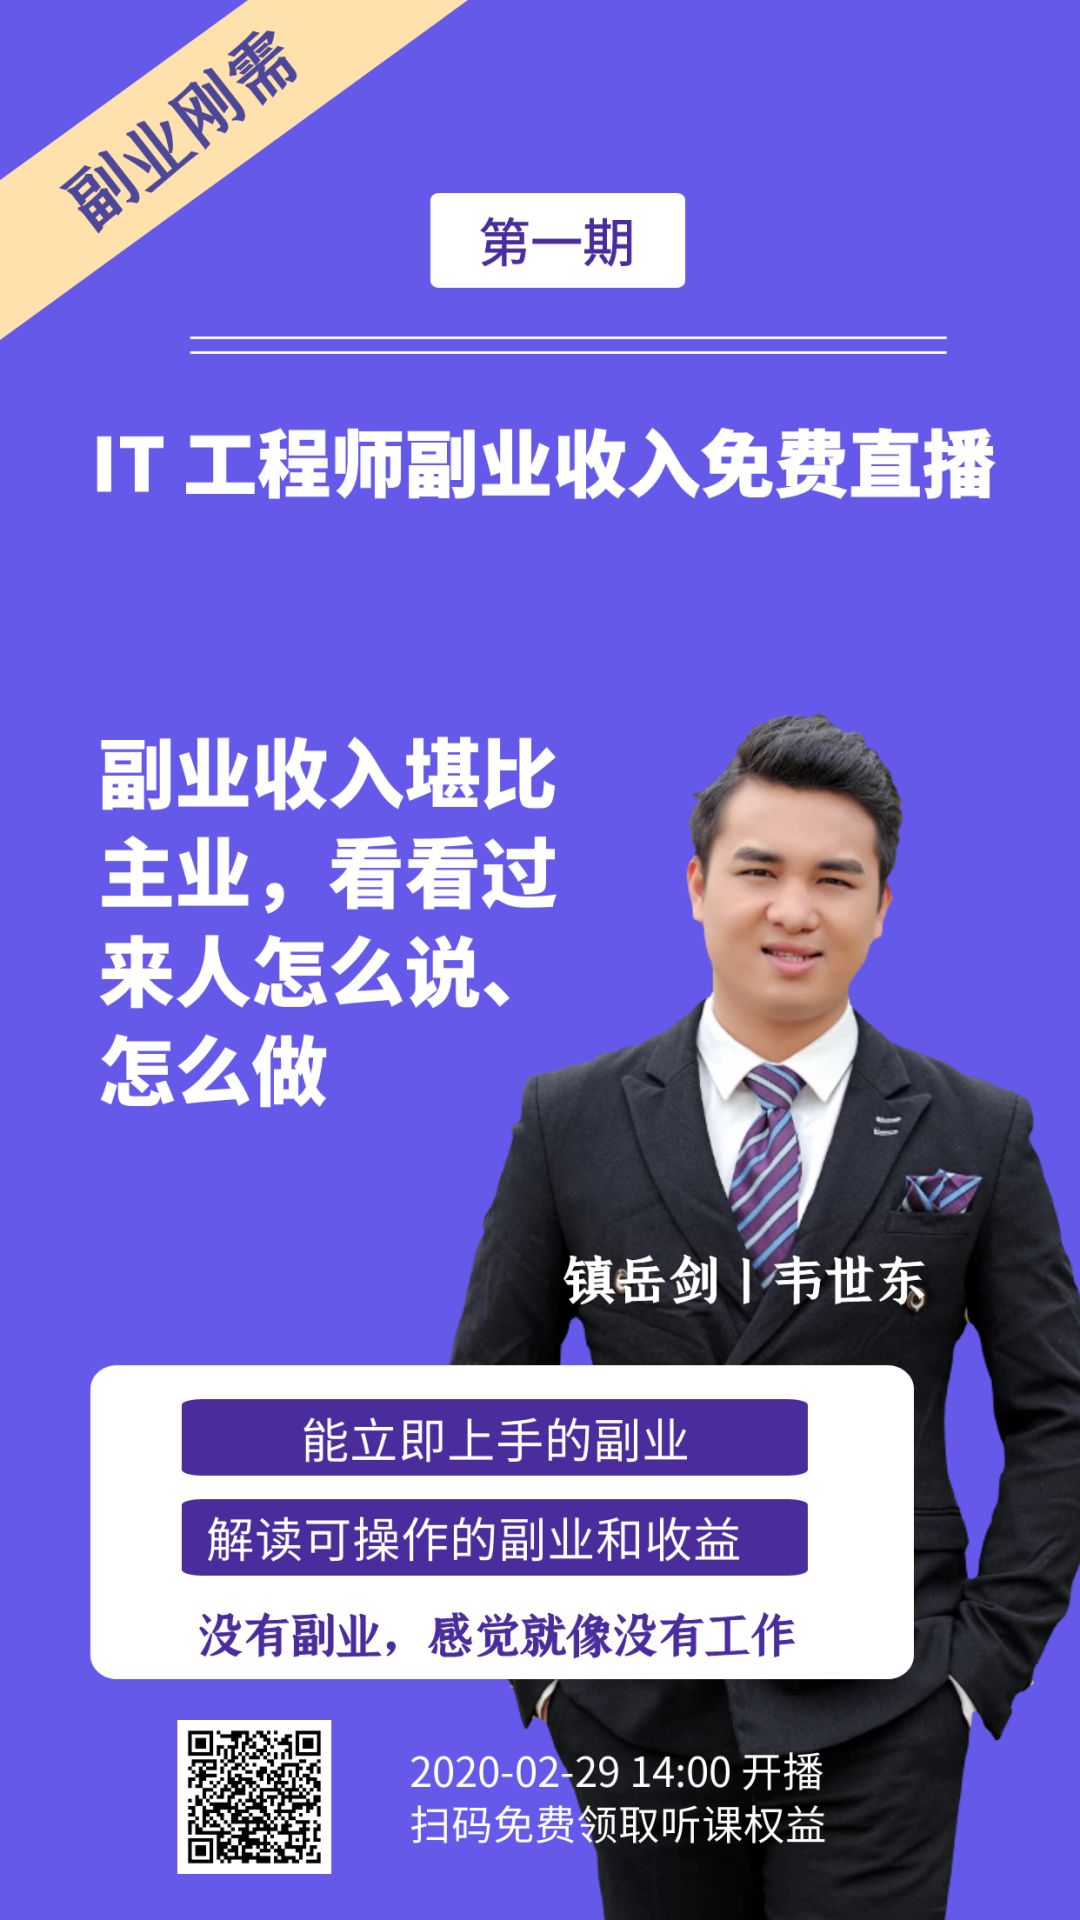 副业刚需
第一期
IT 工程师副业收入免费直播
副业收入堪比
主业，看看过
来人怎么说、
怎么做
镇岳剑丨韦世东
能立即上手的副业
解读可操作的副业和收益
没有副业，感觉就像没有工作
2020-02-29 14:00 开播
扫码免费领取听课权益